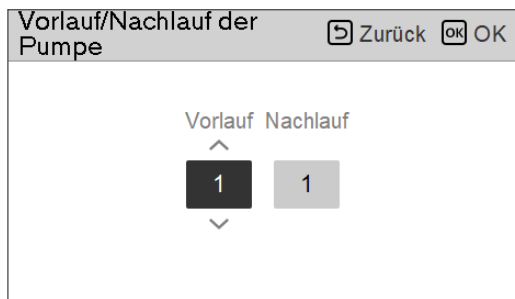 Vorlauf/Nachlauf der
Pumpe
Zurück OK OK
Vorlauf Nachlauf
1 1